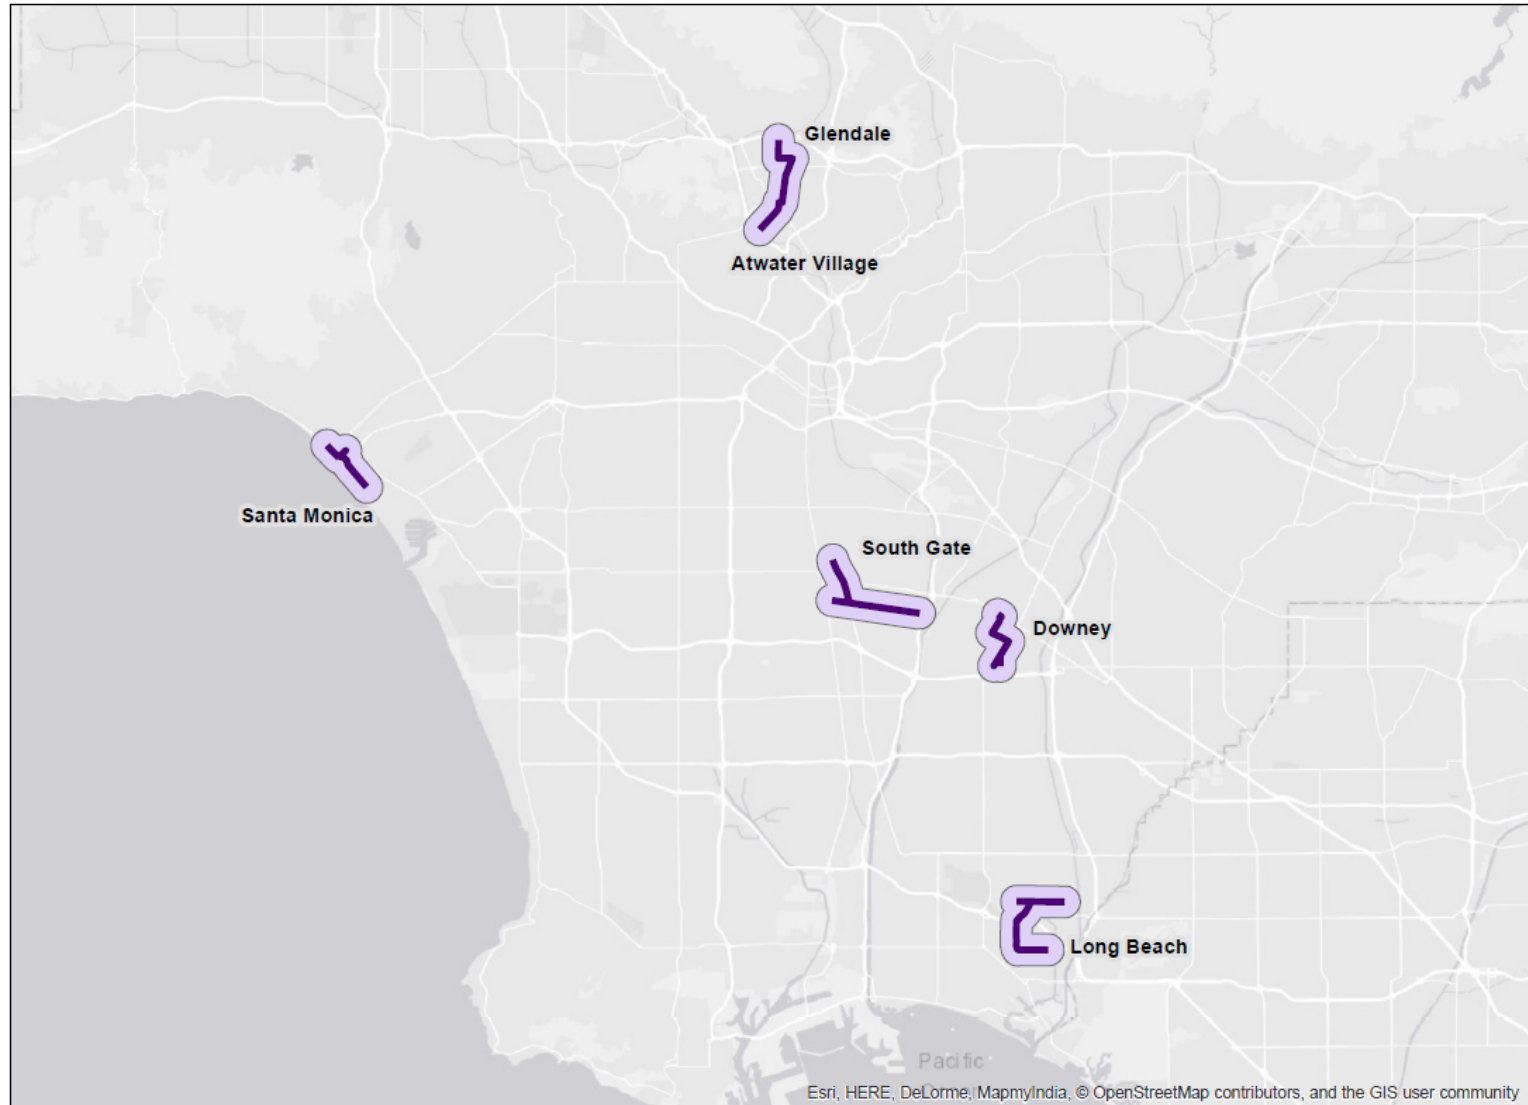 Glendale
Atwater Village
Santa Monica
South Gate
Downey
Long Beach
Pacific
Ocean
Esri, HERE, DeLorme, MapmyIndia, © OpenStreetMap contributors, and the GIS user community